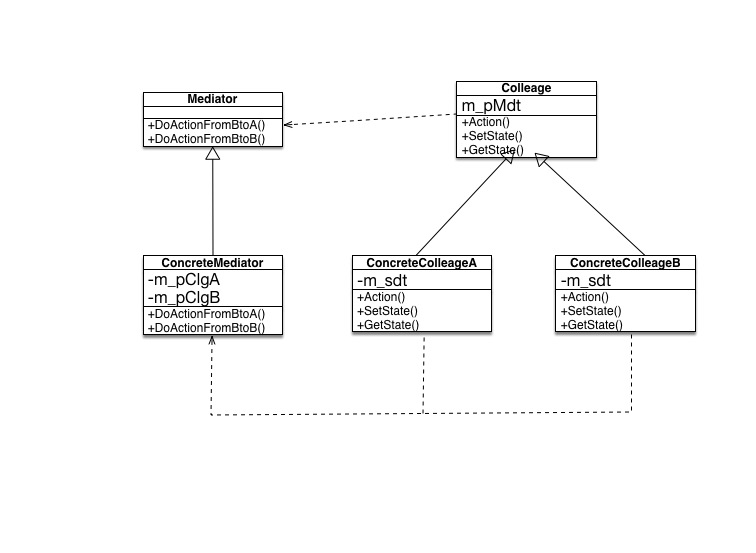 Mediator
+DoActionFromBtoA()
+DoActionFromBtoB()
Colleage
m_pMdt
+Action()
+SetState()
+GetState()
ConcreteMediator
-m_pClgA
-m_pClgB
+DoActionFromBtoA()
+DoActionFromBtoB()
ConcreteColleageA
-m_sdt
+Action()
+SetState()
+GetState()
ConcreteColleageB
-m_sdt
+Action()
+SetState()
+GetState()